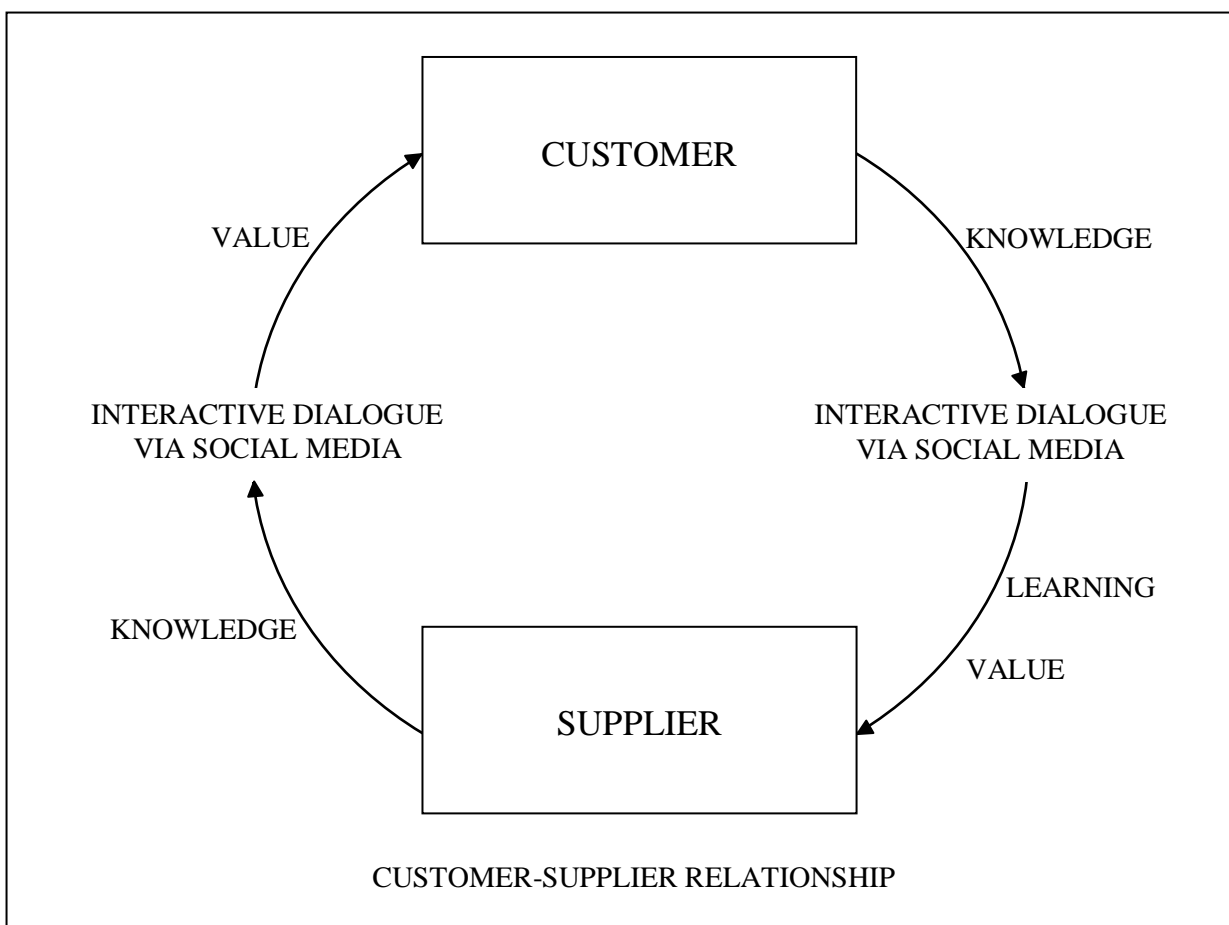 CUSTOMER
VALUE
KNOWLEDGE
INTERACTIVE DIALOGUE
VIA SOCIAL MEDIA
INTERACTIVE DIALOGUE
VIA SOCIAL MEDIA
LEARNING
KNOWLEDGE
VALUE
SUPPLIER
CUSTOMER-SUPPLIER RELATIONSHIP